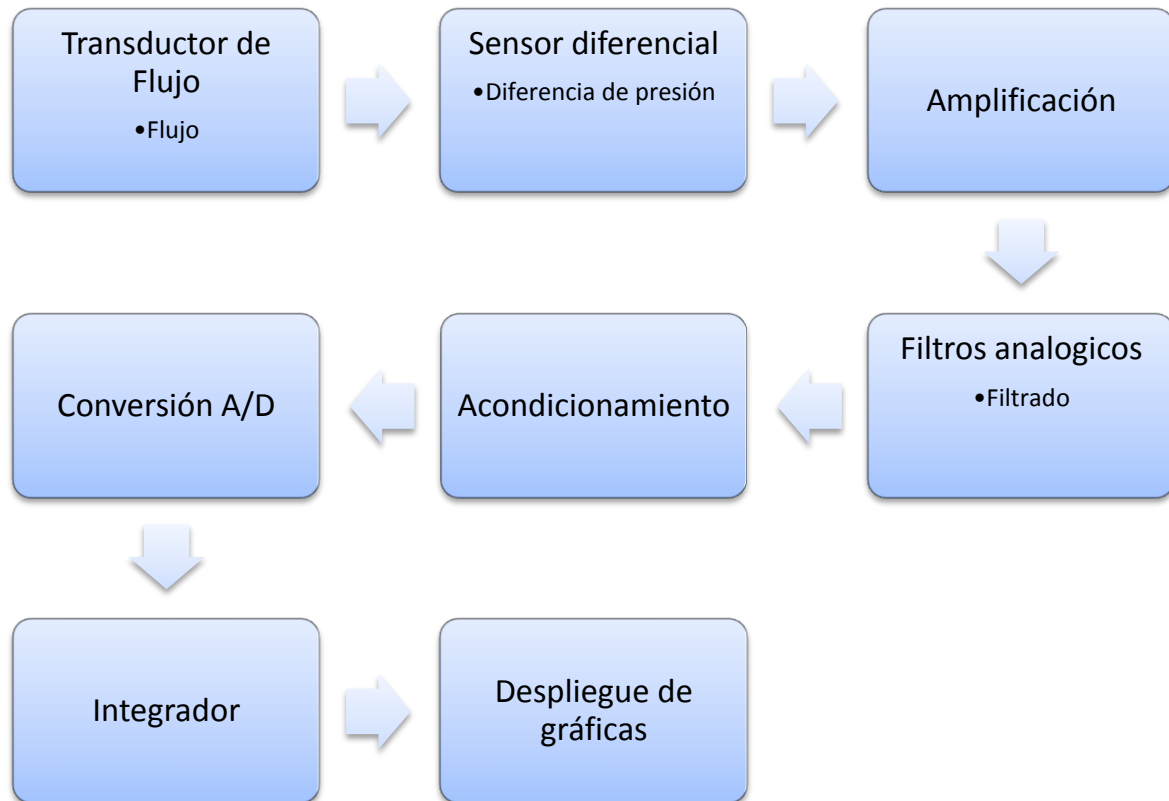 Transductor de
Flujo
•Flujo
Sensor diferencial
•Diferencia de presión
Amplificación
Filtros analogicos
•Filtrado
Acondicionamiento
Conversión A/D
Integrador
Despliegue de
gráficas